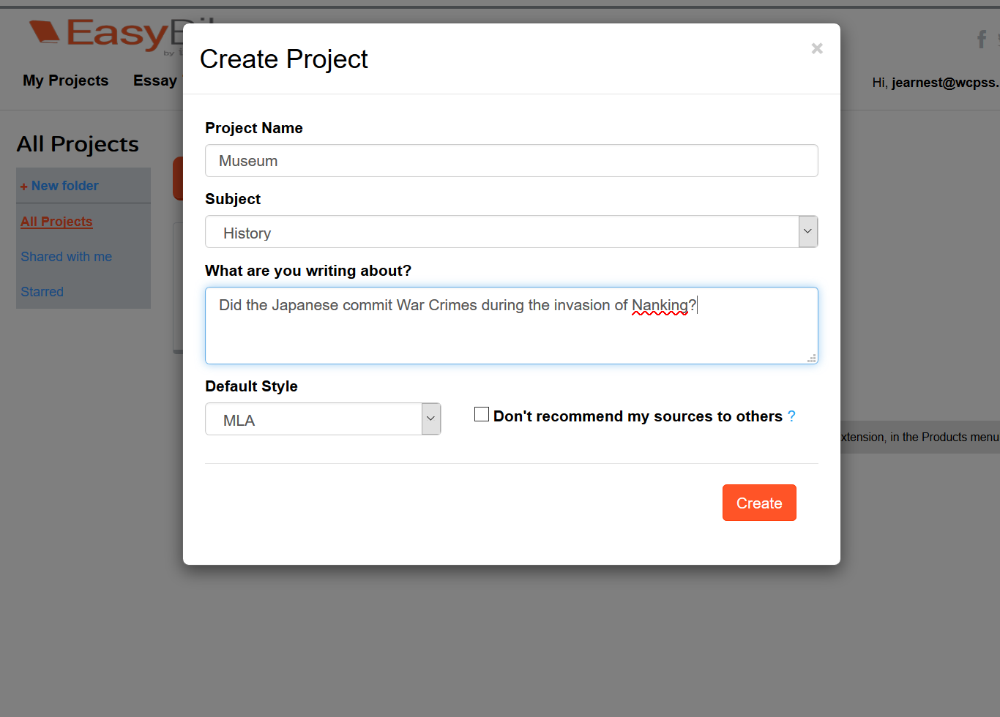 Easy
by
My Projects Essay
Hi, jearnest@wcpss.
Create Project
×
Project Name
Museum
Subject
History
What are you writing about?
Did the Japanese commit War Crimes during the invasion of Nanking?
Default Style
MLA
Don't recommend my sources to others ?
Create
All Projects
+ New folder
All Projects
Shared with me
Starred
xtension, in the Products menu